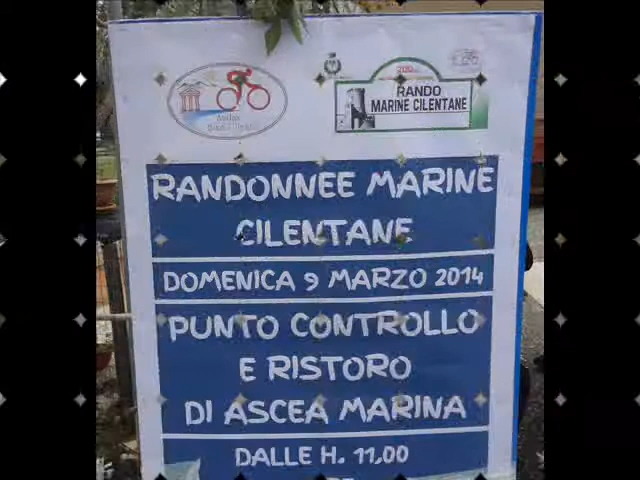 RANDO
MARINE CILENTANE
RANDONNEE MARINE
CILENTANE
DOMENICA 9 MARZO 2014
PUNTO CONTROLLO
E RISTORO
DI ASCEA MARINA
DALLE H. 11,00